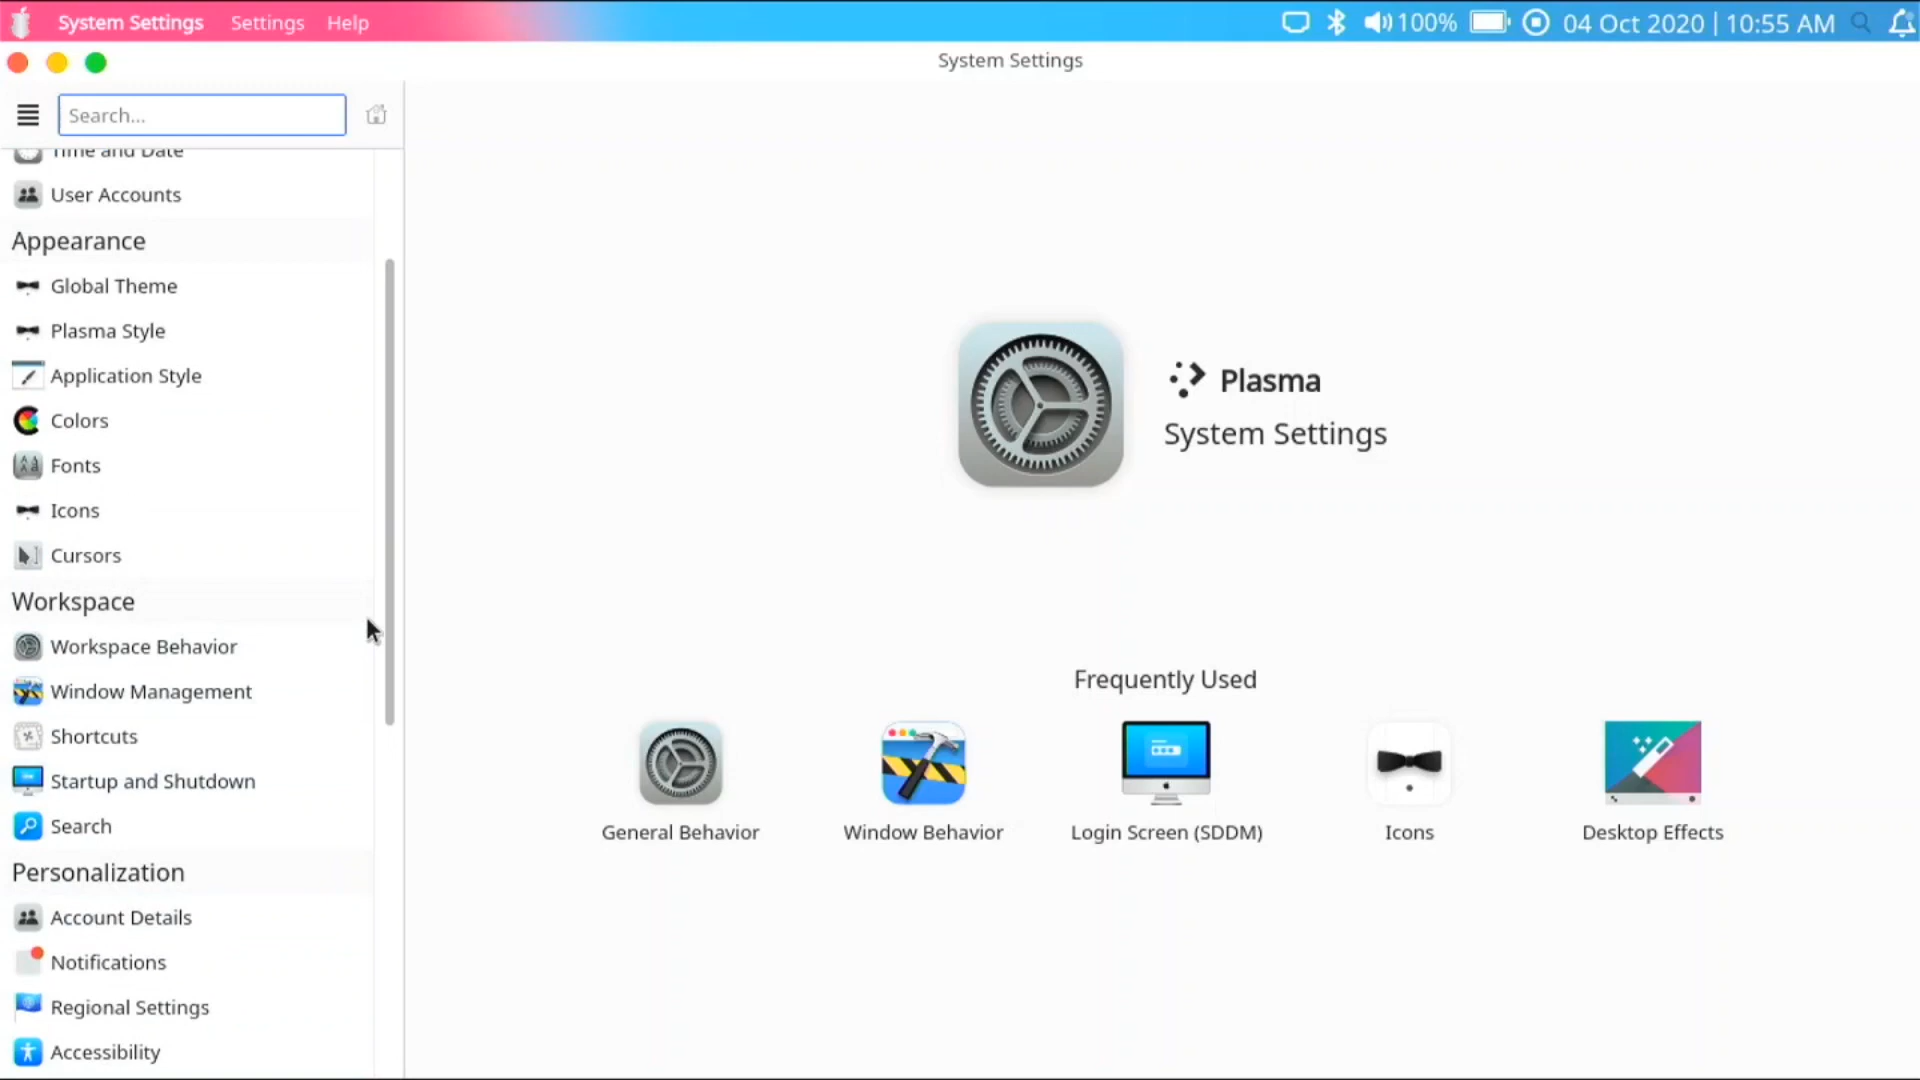 System Settings Settings Help 100% 04 Oct 2020 | 10:55 AM
System Settings
Search...
Time and Date
User Accounts
Appearance
Global Theme
Plasma Style
Application Style
Colors
Fonts
Icons
Cursors
Workspace
Workspace Behavior
Window Management
Shortcuts
Startup and Shutdown
Search
Personalization
Account Details
Notifications
Regional Settings
Accessibility
Plasma
System Settings
Frequently Used
General Behavior
Window Behavior
Login Screen (SDDM)
Icons
Desktop Effects